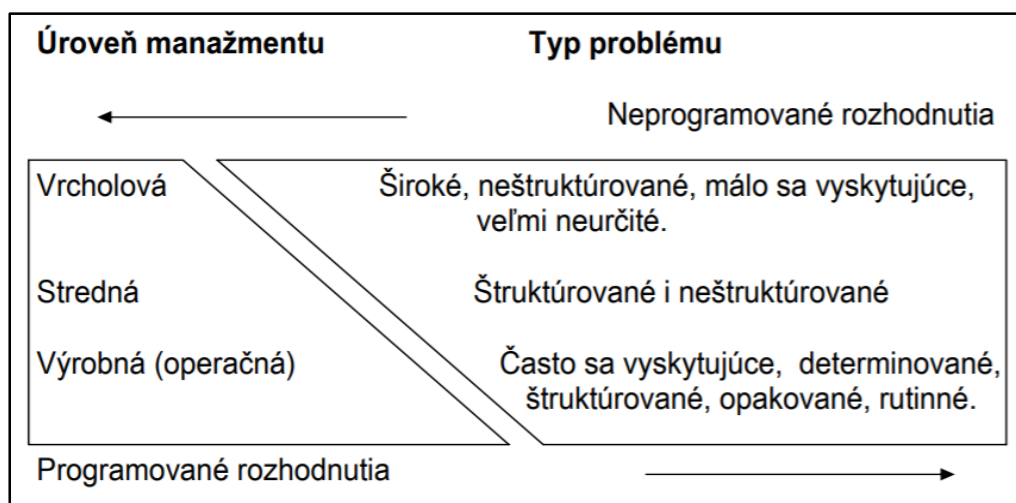 Úroveň manažmentu Typ problému
Neprogramované rozhodnutia
Vrcholová Široké, neštruktúrované, málo sa vyskytujúce,
veľmi neurčité.
Stredná Štruktúrované i neštruktúrované
Výrobná (operačná) Často sa vyskytujúce, determinované,
štruktúrované, opakované, rutinné.
Programované rozhodnutia